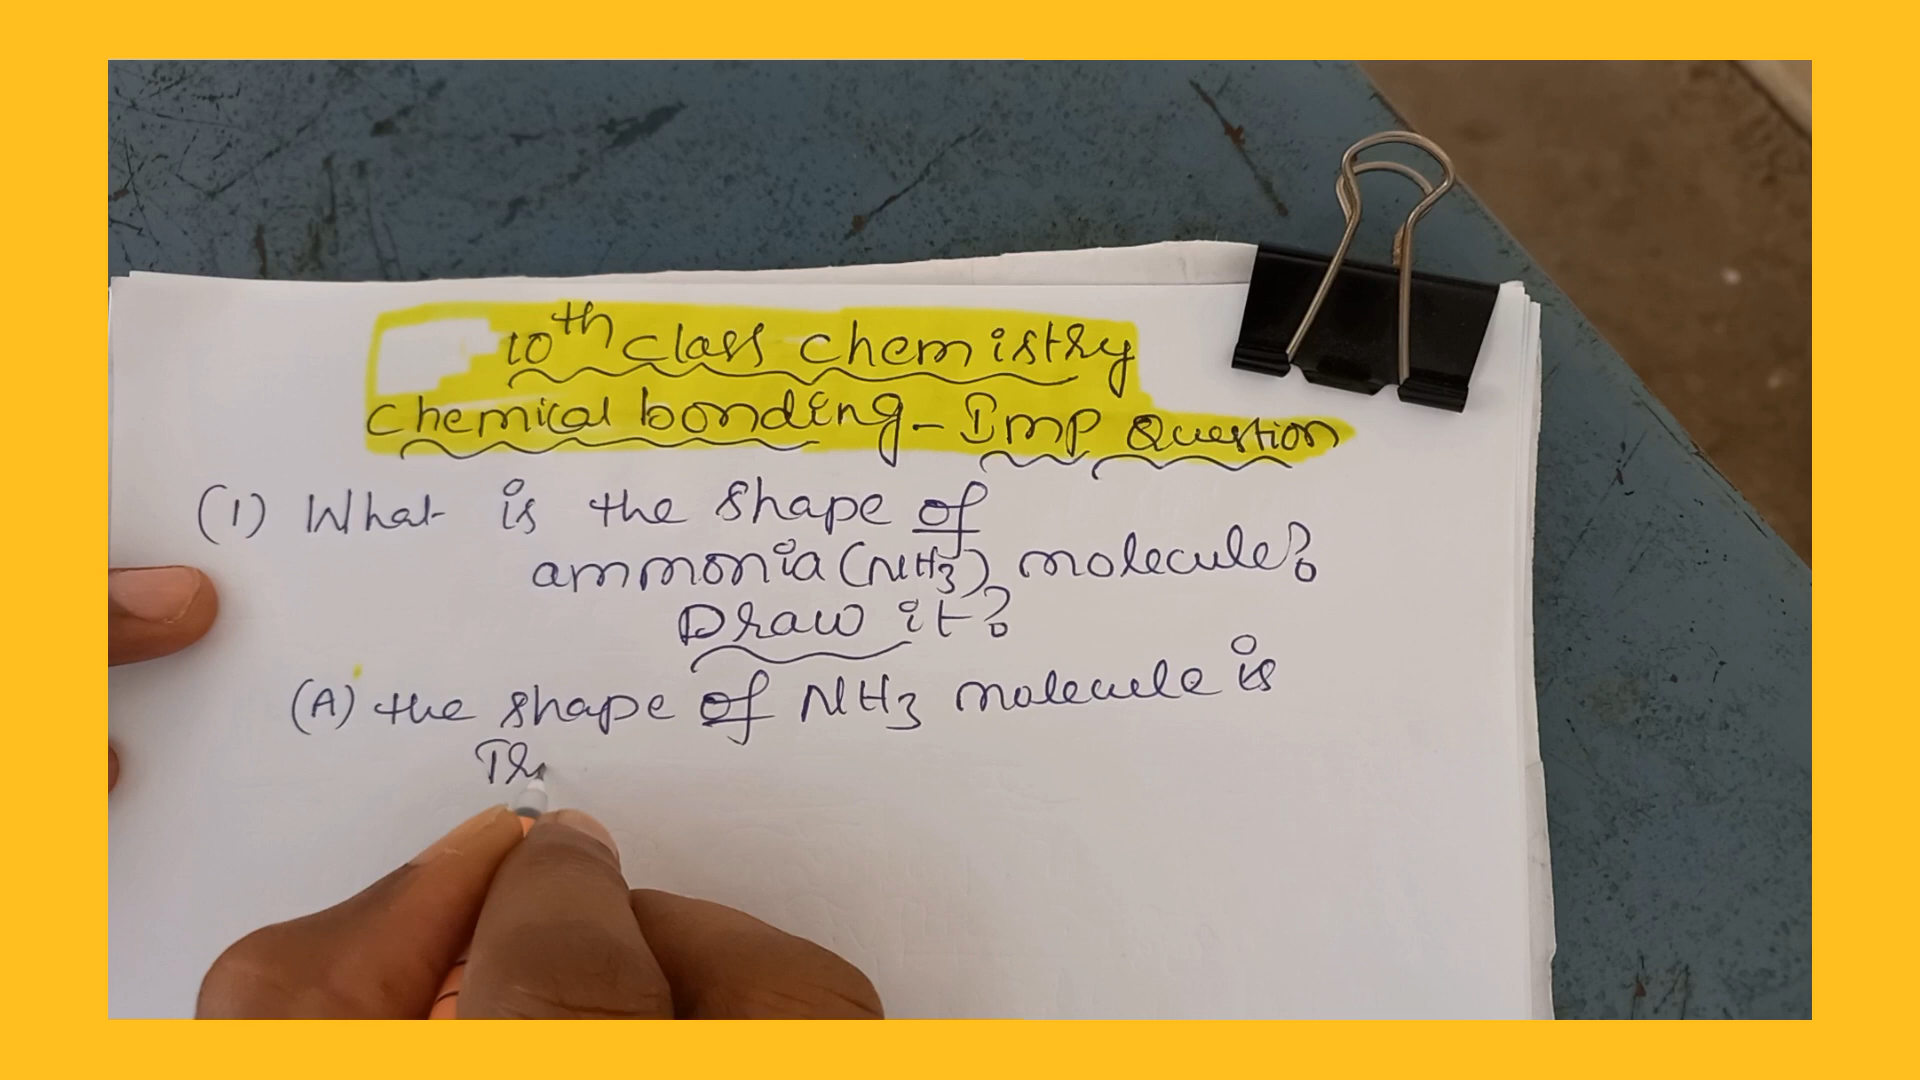 10th class chemistry
chemical bonding - Imp Question
(1) What is the shape of
ammonia (NH3) molecule?
Draw it?
(A) the shape of NH3 molecule is